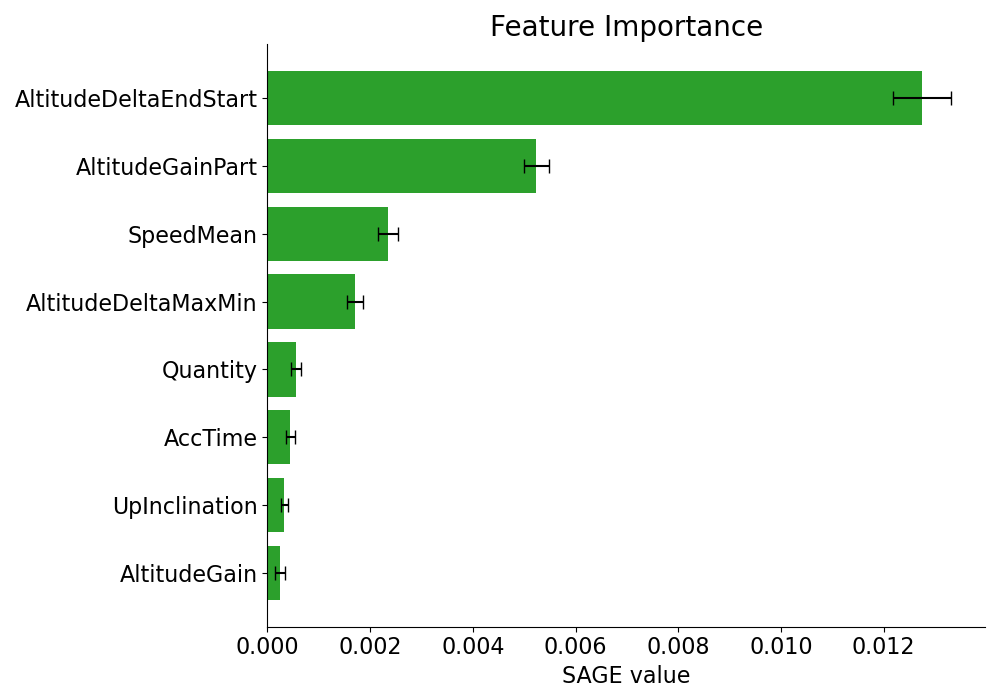 Feature Importance
AltitudeDeltaEndStart
AltitudeGainPart
SpeedMean
AltitudeDeltaMaxMin
Quantity
AccTime
UpInclination
AltitudeGain
0.000 0.002 0.004 0.006 0.008 0.010 0.012
SAGE value